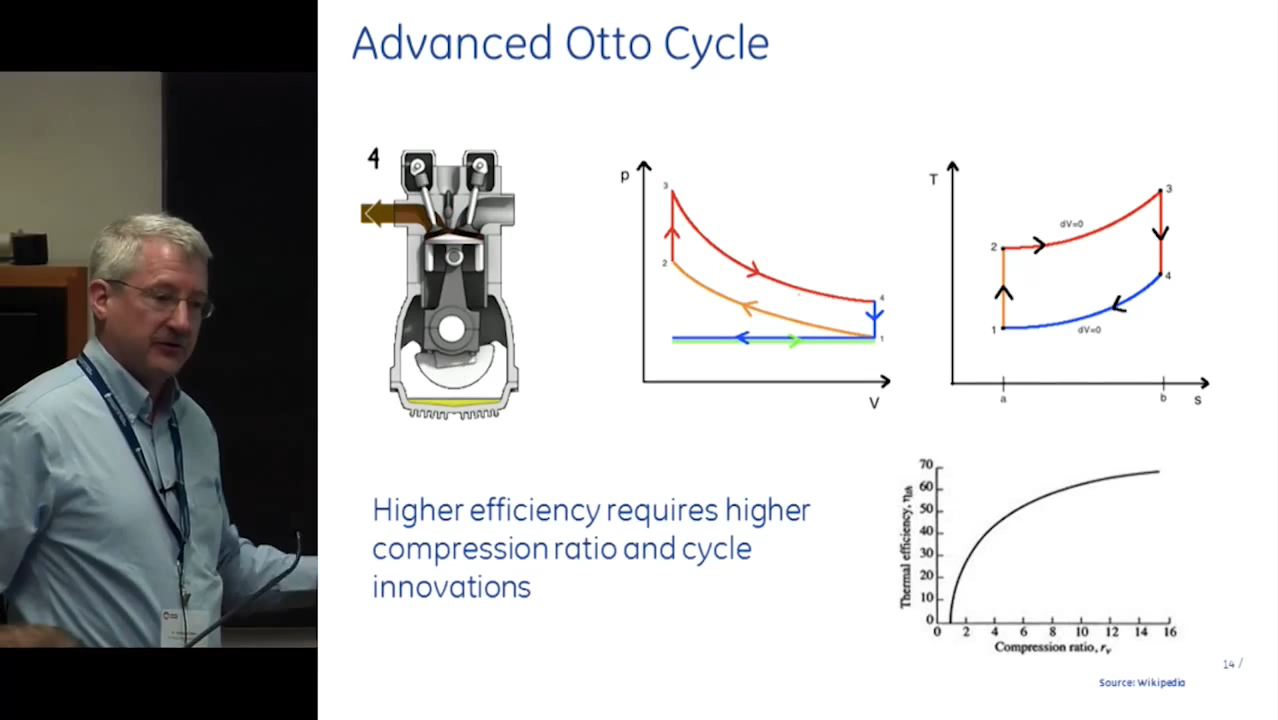 Advanced Otto Cycle
4
p
3
2
4
1
V
T
3
dV=0
2
4
1
dV=0
a
b
s
Higher efficiency requires higher
compression ratio and cycle
innovations
70
60
50
40
30
20
10
0
Thermal efficiency, ηth
0 2 4 6 8 10 12 14 16
Compression ratio, rv
14 /
Source: Wikipedia